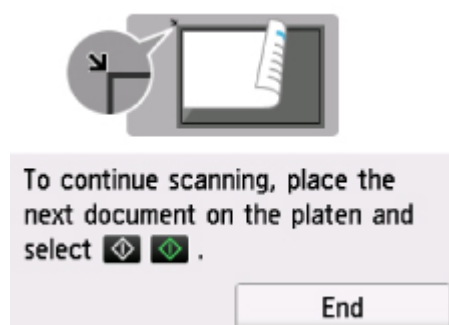 To continue scanning, place the
next document on the platen and
select .
End